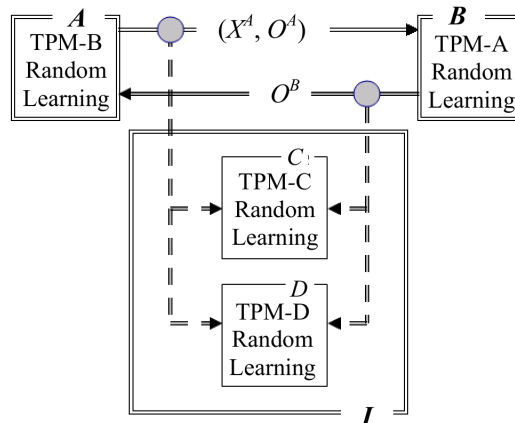 A
TPM-B
Random
Learning
(X^A, O^A)
B
TPM-A
Random
Learning
O^B
C
TPM-C
Random
Learning
D
TPM-D
Random
Learning
I